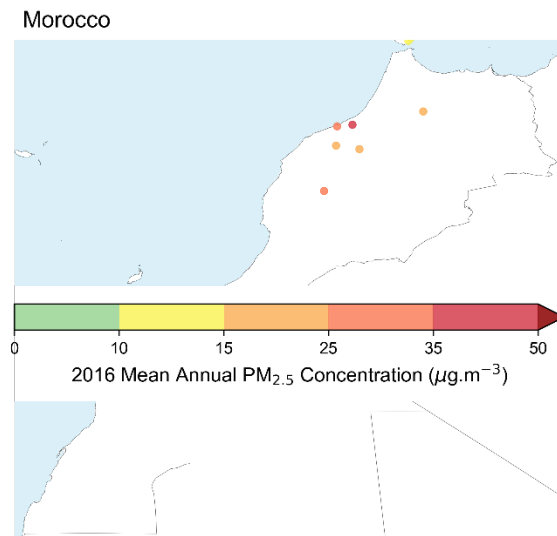 Morocco
0 10 15 25 35 50
2016 Mean Annual PM₂.₅ Concentration (μg.m⁻³)